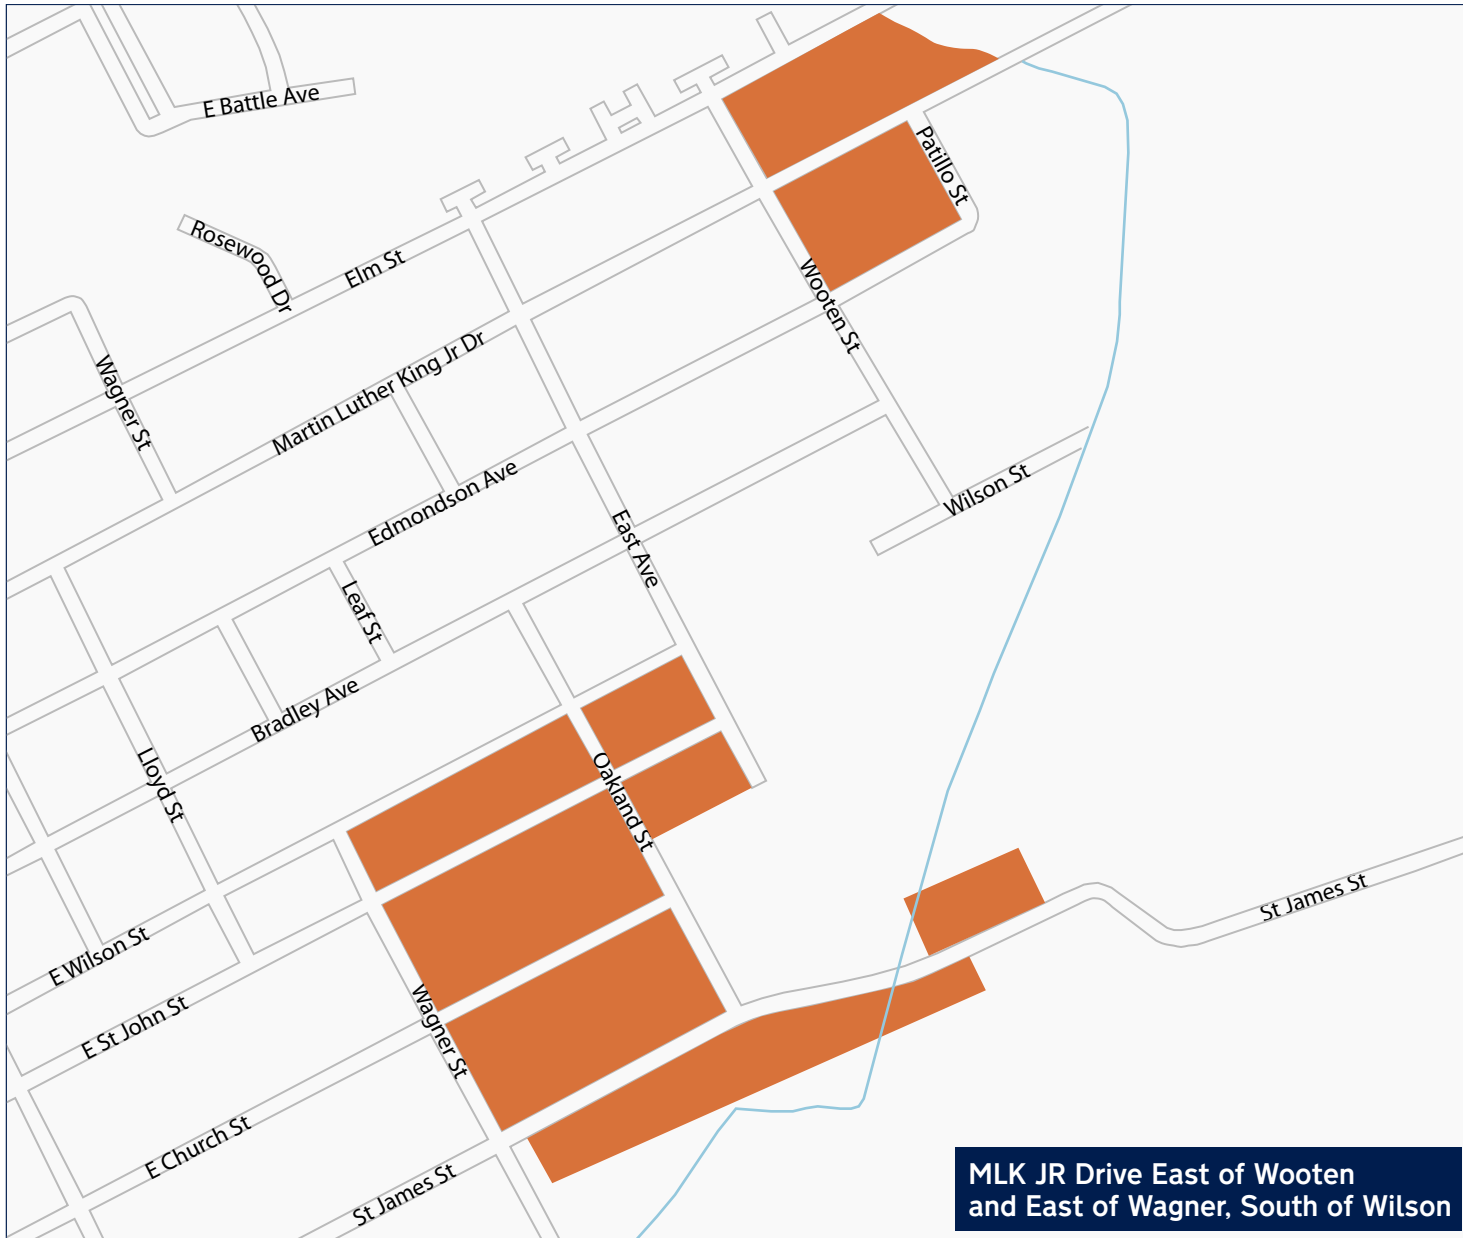 E Battle Ave
Patillo St
Rosewood Dr
Elm St
Wooten St
Martin Luther King Jr Dr
Wagner St
Edmondson Ave
Wilson St
East Ave
Leaf St
Bradley Ave
Lloyd St
Oakland St
St James St
E Wilson St
E St John St
Wagner St
E Church St
St James St
MLK JR Drive East of Wooten
and East of Wagner, South of Wilson